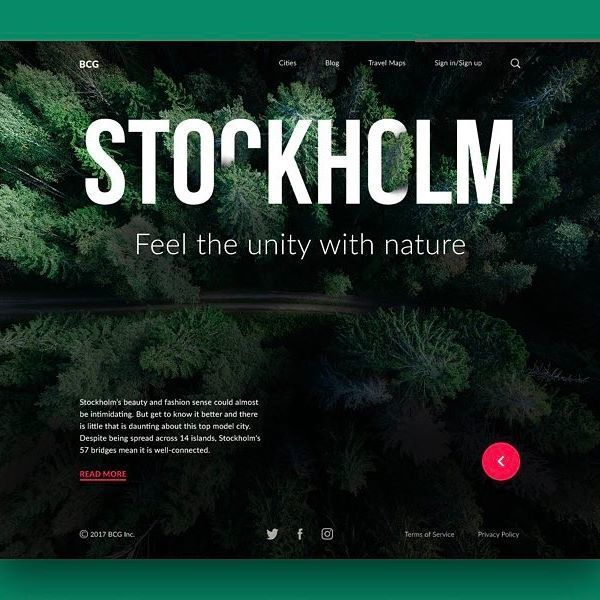 BCG
Cities
Blog
Travel Maps
Sign in/Sign up
STOCKHOLM
Feel the unity with nature
Stockholm's beauty and fashion sense could almost
be intimidating. But get to know it better and there
is little that is daunting about this top model city.
Despite being spread across 14 islands, Stockholm's
57 bridges mean it is well-connected.
READ MORE
© 2017 BCG Inc.
Terms of Service
Privacy Policy